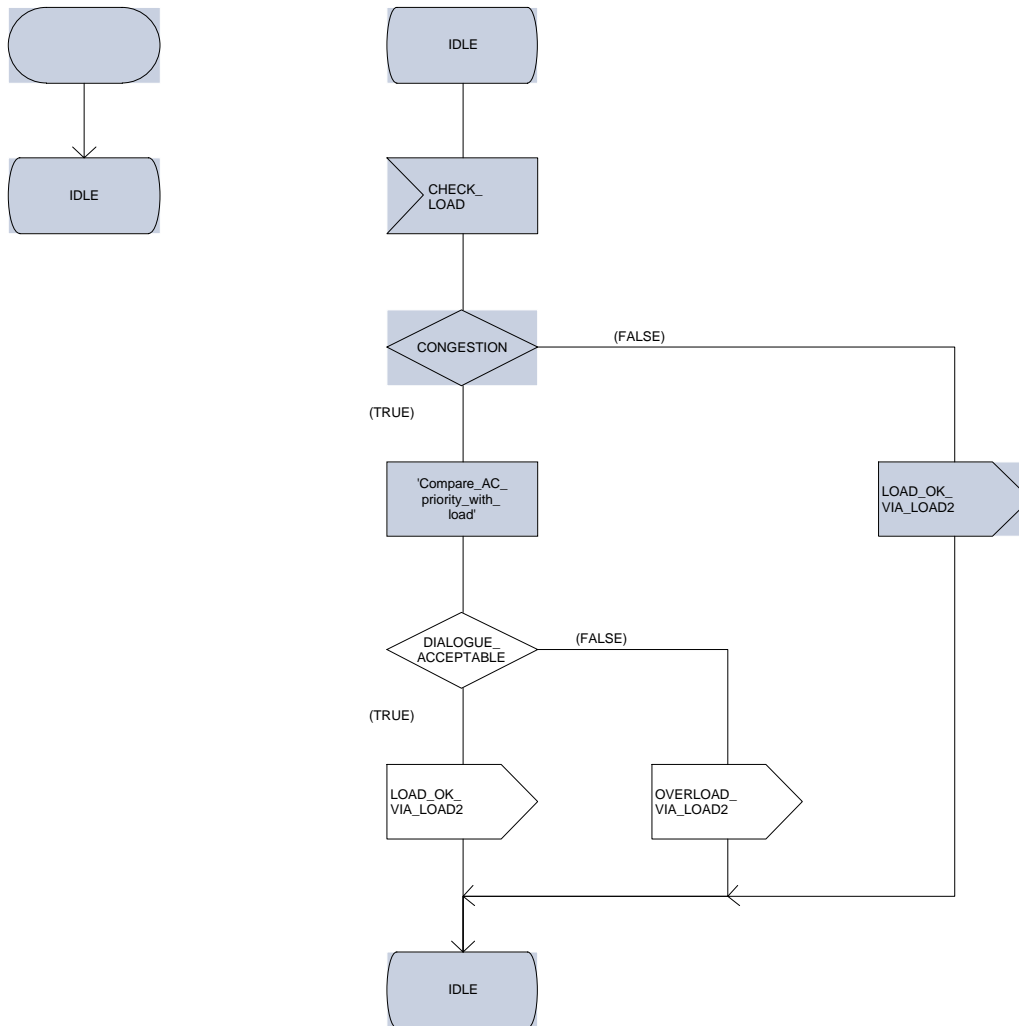 IDLE
IDLE
CHECK_
LOAD
CONGESTION
(FALSE)
(TRUE)
'Compare_AC_
priority_with_
load'
LOAD_OK_
VIA_LOAD2
DIALOGUE_
ACCEPTABLE
(FALSE)
(TRUE)
LOAD_OK_
VIA_LOAD2
OVERLOAD_
VIA_LOAD2
IDLE